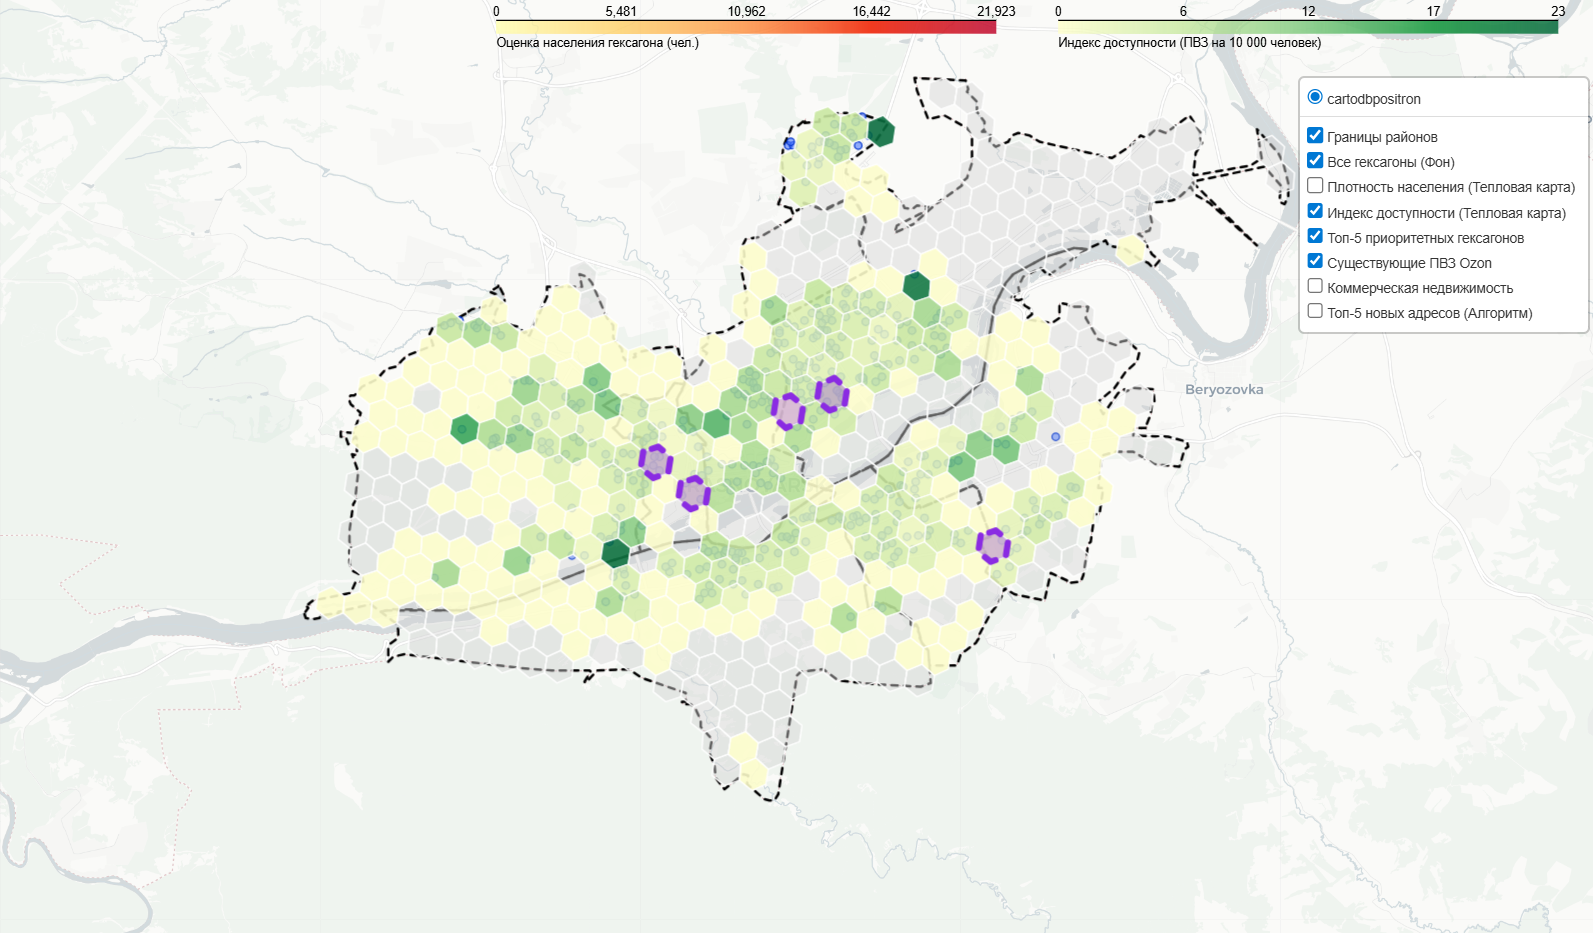 0 5,481 10,962 16,442 21,923
Оценка населения гексагона (чел.)
0 6 12 17 23
Индекс доступности (ПВЗ на 10 000 человек)
cartodbpositron
Границы районов
Все гексагоны (Фон)
Плотность населения (Тепловая карта)
Индекс доступности (Тепловая карта)
Топ-5 приоритетных гексагонов
Существующие ПВЗ Ozon
Коммерческая недвижимость
Топ-5 новых адресов (Алгоритм)
Beryozovka